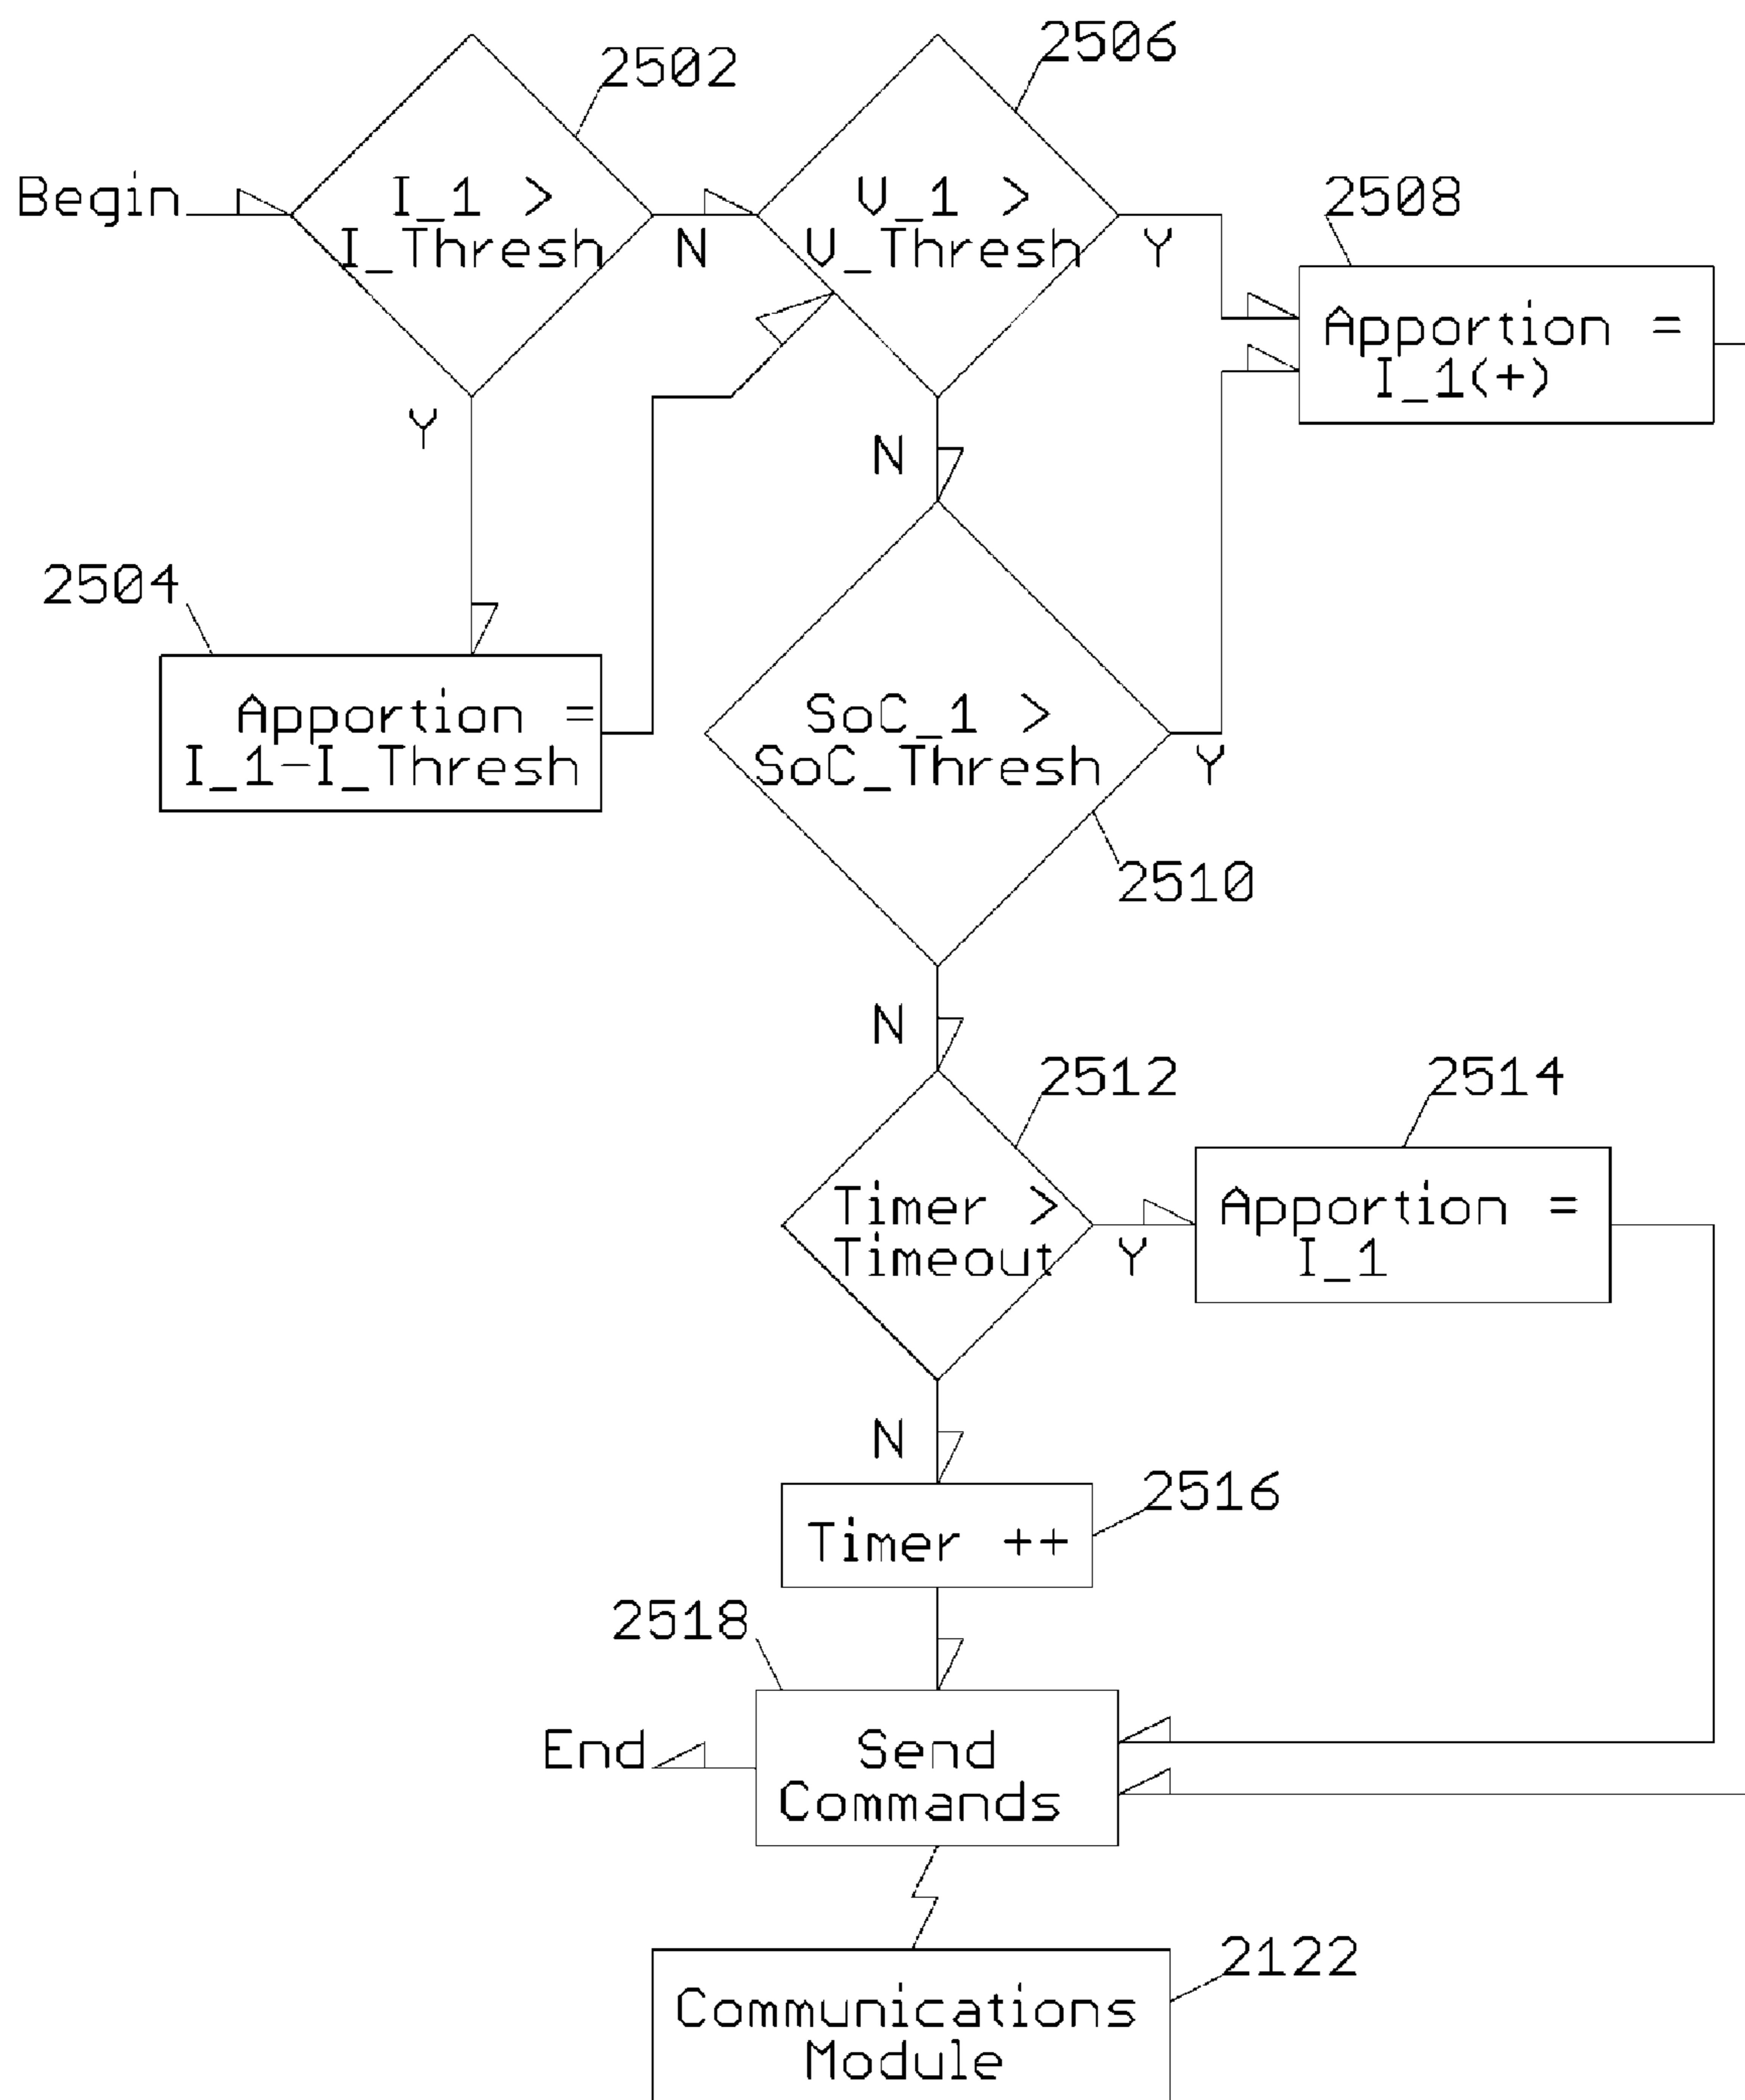 2502
2506
Begin
I_1 >
I_Thresh
N
V_1 >
V_Thresh
Y
2508
Apportion =
I_1(+)
Y
N
2504
Apportion =
I_1-I_Thresh
SoC_1 >
SoC_Thresh
Y
2510
N
2512
2514
Timer >
Timeout
Y
Apportion =
I_1
N
2516
Timer ++
2518
End
Send
Commands
2122
Communications
Module